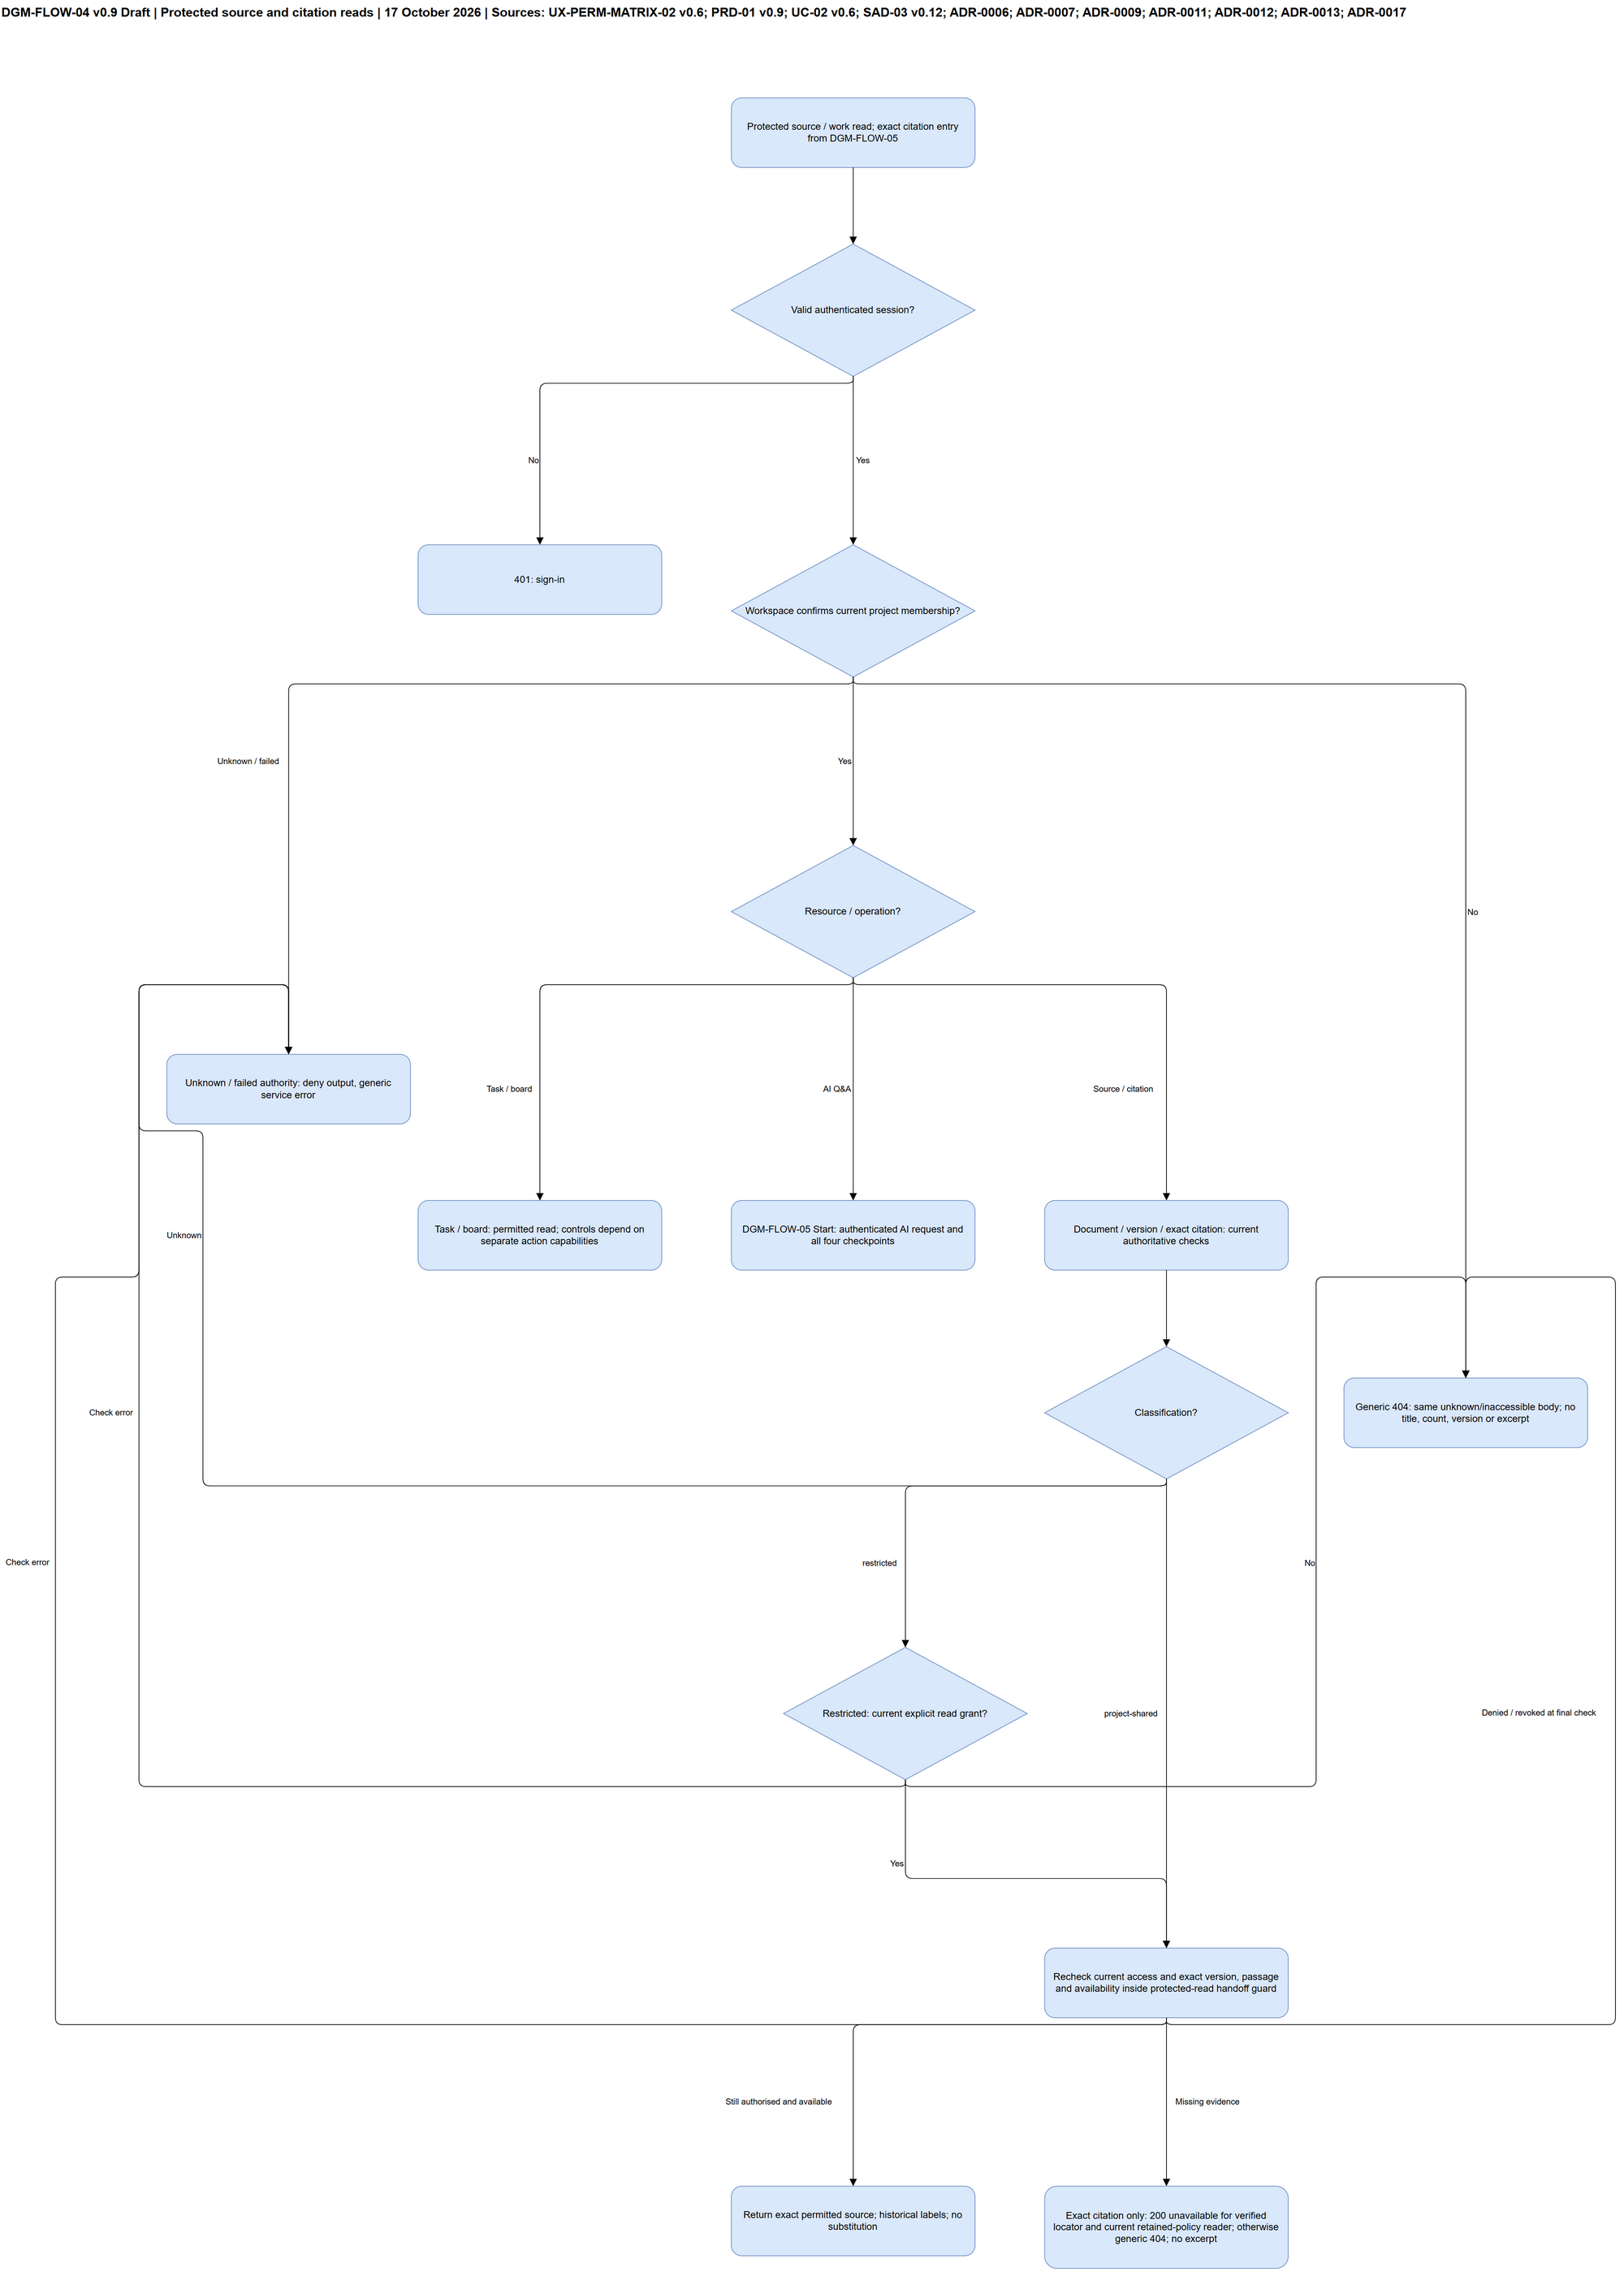 DGM-FLOW-04 v0.9 Draft | Protected source and citation reads | 17 October 2026 | Sources: UX-PERM-MATRIX-02 v0.6; PRD-01 v0.9; UC-02 v0.6; SAD-03 v0.12; ADR-0006; ADR-0007; ADR-0009; ADR-0011; ADR-0012; ADR-0013; ADR-0017
Protected source / work read; exact citation entry
from DGM-FLOW-05
Valid authenticated session?
No
Yes
401: sign-in
Workspace confirms current project membership?
Unknown / failed
Yes
Resource / operation?
No
Unknown / failed authority: deny output, generic
service error
Task / board
AI Q&A
Source / citation
Unknown
Task / board: permitted read; controls depend on
separate action capabilities
DGM-FLOW-05 Start: authenticated AI request and
all four checkpoints
Document / version / exact citation: current
authoritative checks
Check error
Classification?
Generic 404: same unknown/inaccessible body; no
title, count, version or excerpt
Check error
restricted
No
Restricted: current explicit read grant?
project-shared
Denied / revoked at final check
Yes
Recheck current access and exact version, passage
and availability inside protected-read handoff guard
Still authorised and available
Missing evidence
Return exact permitted source; historical labels; no
substitution
Exact citation only: 200 unavailable for verified
locator and current retained-policy reader; otherwise
generic 404; no excerpt